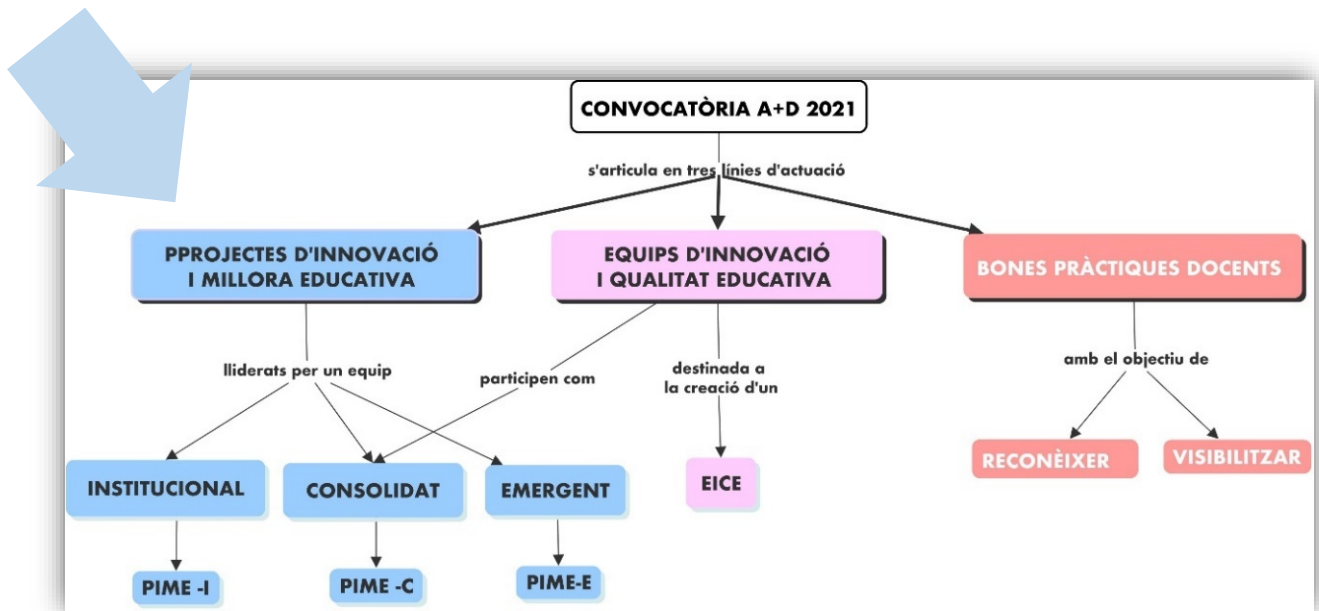 CONVOCATÒRIA A+D 2021
s'articula en tres línies d'actuació
PPROJECTES D'INNOVACIÓ
I MILLORA EDUCATIVA
EQUIPS D'INNOVACIÓ
I QUALITAT EDUCATIVA
BONES PRÀCTIQUES DOCENTS
lliderats per un equip
participen com
destinada a
la creació d'un
amb el objectiu de
INSTITUCIONAL
CONSOLIDAT
EMERGENT
EICE
RECONÈIXER
VISIBILITZAR
PIME -I
PIME -C
PIME-E